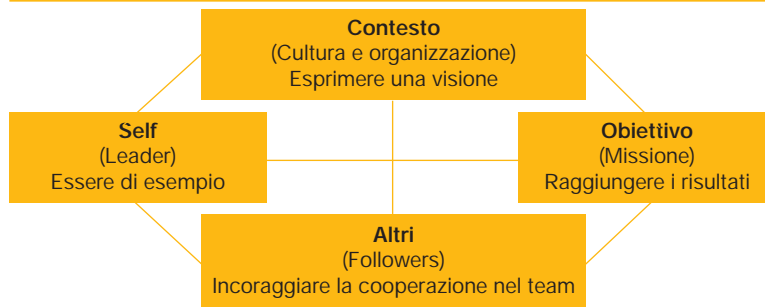 Contesto
(Cultura e organizzazione)
Esprimere una visione
Self
(Leader)
Essere di esempio
Obiettivo
(Missione)
Raggiungere i risultati
Altri
(Followers)
Incoraggiare la cooperazione nel team